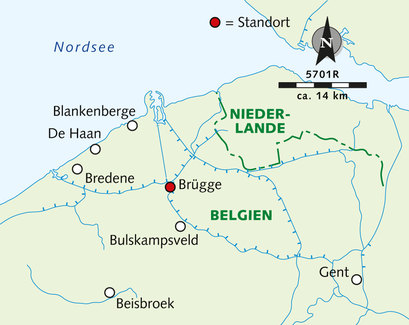 = Standort
Nordsee
N
5701R
ca. 14 km
Blankenberge
NIEDER-
LANDE
De Haan
Bredene
Brügge
BELGIEN
Bulskampsveld
Gent
Beisbroek